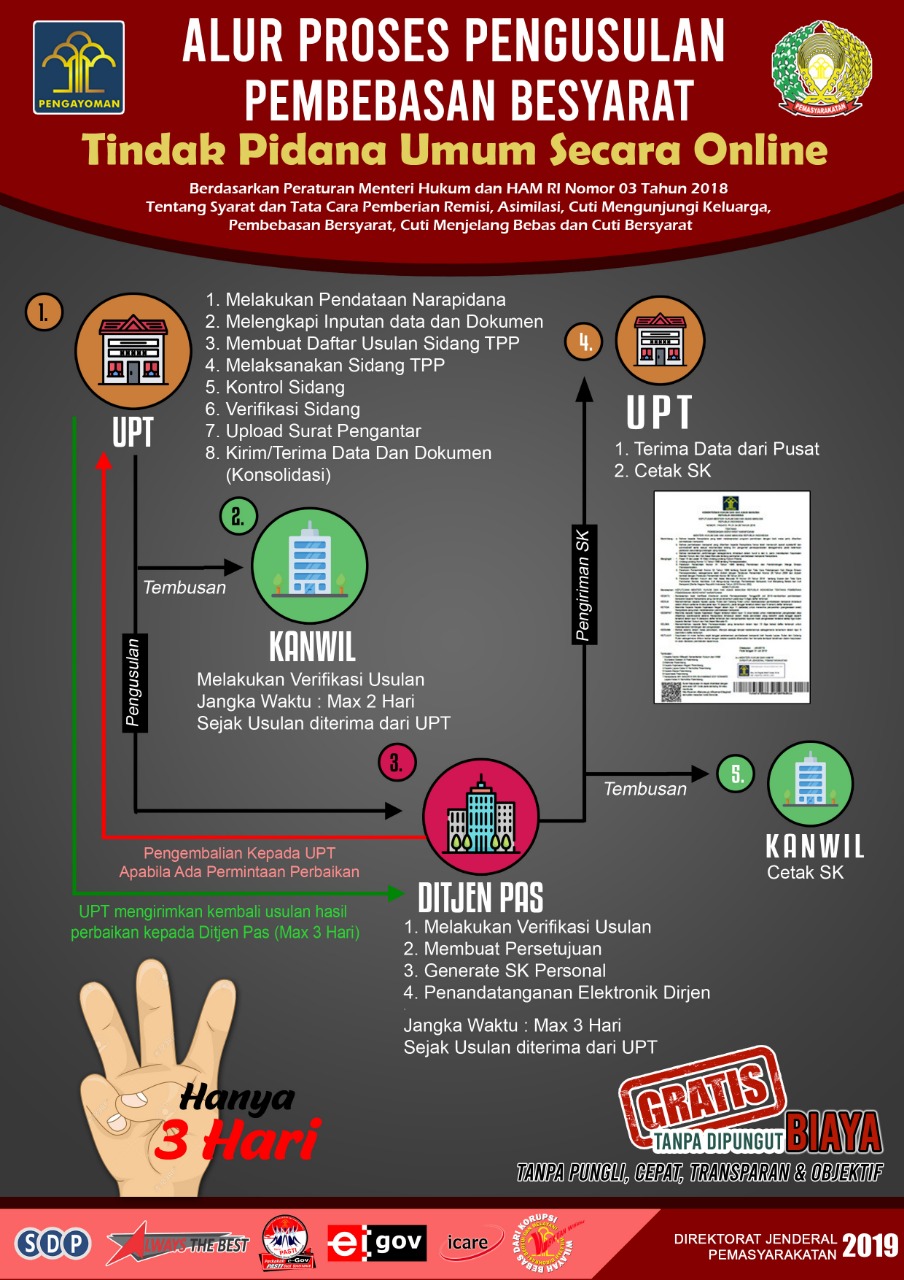 PENGAYOMAN
ALUR PROSES PENGUSULAN
PEMBEBASAN BESYARAT
PEMASYARAKATAN
Tindak Pidana Umum Secara Online
Berdasarkan Peraturan Menteri Hukum dan HAM RI Nomor 03 Tahun 2018
Tentang Syarat dan Tata Cara Pemberian Remisi, Asimilasi, Cuti Mengunjungi Keluarga,
Pembebasan Bersyarat, Cuti Menjelang Bebas dan Cuti Bersyarat
1.
UPT
1. Melakukan Pendataan Narapidana
2. Melengkapi Inputan data dan Dokumen
3. Membuat Daftar Usulan Sidang TPP
4. Melaksanakan Sidang TPP
5. Kontrol Sidang
6. Verifikasi Sidang
7. Upload Surat Pengantar
8. Kirim/Terima Data Dan Dokumen
(Konsolidasi)
4.
UPT
1. Terima Data dari Pusat
2. Cetak SK
2.
Tembusan
KANWIL
Melakukan Verifikasi Usulan
Jangka Waktu : Max 2 Hari
Sejak Usulan diterima dari UPT
Pengusulan
Pengiriman SK
3.
Tembusan
5.
KANWIL
Cetak SK
Pengembalian Kepada UPT
Apabila Ada Permintaan Perbaikan
UPT mengirimkan kembali usulan hasil
perbaikan kepada Ditjen Pas (Max 3 Hari)
DITJEN PAS
1. Melakukan Verifikasi Usulan
2. Membuat Persetujuan
3. Generate SK Personal
4. Penandatanganan Elektronik Dirjen
Jangka Waktu : Max 3 Hari
Sejak Usulan diterima dari UPT
Hanya
3 Hari
GRATIS
TANPA DIPUNGUT BIAYA
TANPA PUNGLI, CEPAT, TRANSPARAN & OBJEKTIF
SDP
ALWAYS THE BEST
PASTI
e-gov
icare
WILAYAH BEBAS DARI KORUPSI
DIREKTORAT JENDERAL
PEMASYARAKATAN 2019